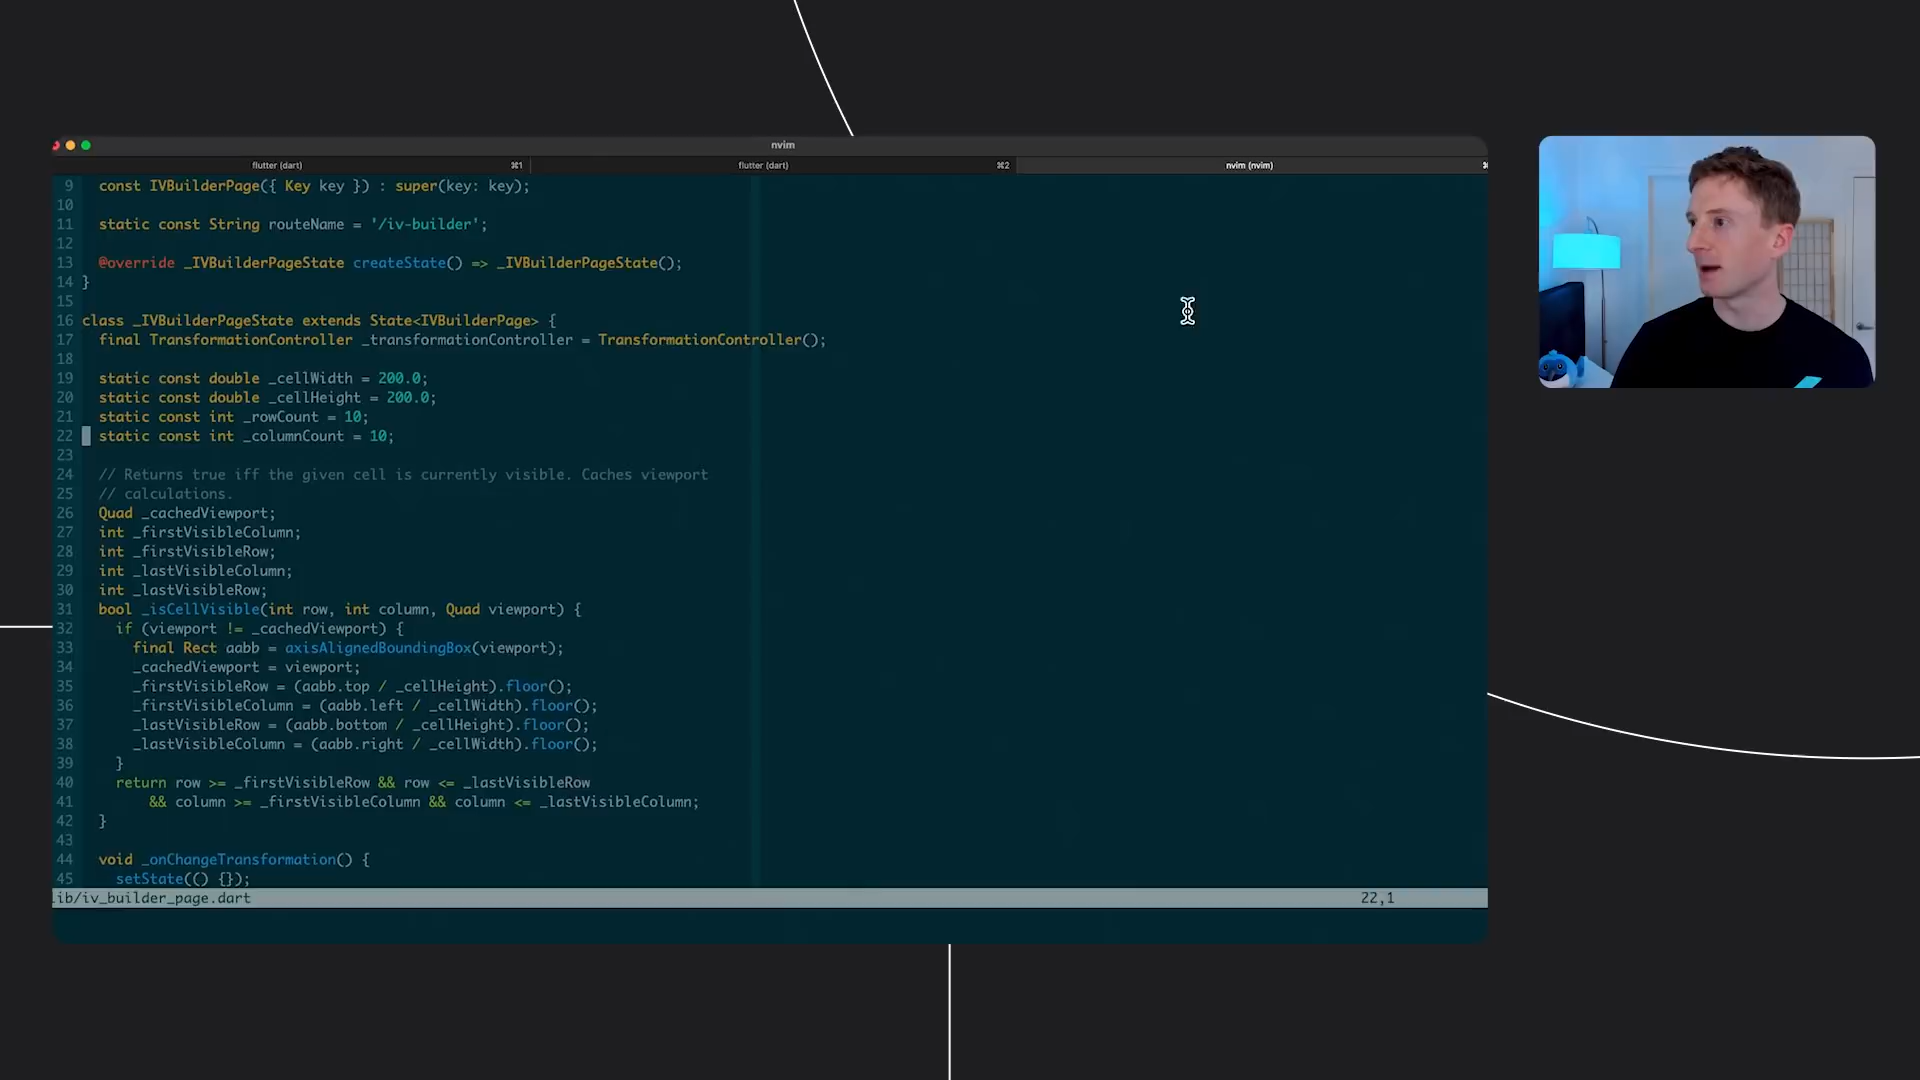 nvim
flutter (dart) ⌘1 flutter (dart) ⌘2 nvim (nvim)
9 const IVBuilderPage({ Key key }) : super(key: key);
10
11 static const String routeName = '/iv-builder';
12
13 @override _IVBuilderPageState createState() => _IVBuilderPageState();
14 }
15
16 class _IVBuilderPageState extends State<IVBuilderPage> {
17 final TransformationController _transformationController = TransformationController();
18
19 static const double _cellWidth = 200.0;
20 static const double _cellHeight = 200.0;
21 static const int _rowCount = 10;
22 static const int _columnCount = 10;
23
24 // Returns true iff the given cell is currently visible. Caches viewport
25 // calculations.
26 Quad _cachedViewport;
27 int _firstVisibleColumn;
28 int _firstVisibleRow;
29 int _lastVisibleColumn;
30 int _lastVisibleRow;
31 bool _isCellVisible(int row, int column, Quad viewport) {
32 if (viewport != _cachedViewport) {
33 final Rect aabb = axisAlignedBoundingBox(viewport);
34 _cachedViewport = viewport;
35 _firstVisibleRow = (aabb.top / _cellHeight).floor();
36 _firstVisibleColumn = (aabb.left / _cellWidth).floor();
37 _lastVisibleRow = (aabb.bottom / _cellHeight).floor();
38 _lastVisibleColumn = (aabb.right / _cellWidth).floor();
39 }
40 return row >= _firstVisibleRow && row <= _lastVisibleRow
41 && column >= _firstVisibleColumn && column <= _lastVisibleColumn;
42 }
43
44 void _onChangeTransformation() {
45 setState(() {});
lib/iv_builder_page.dart 22,1